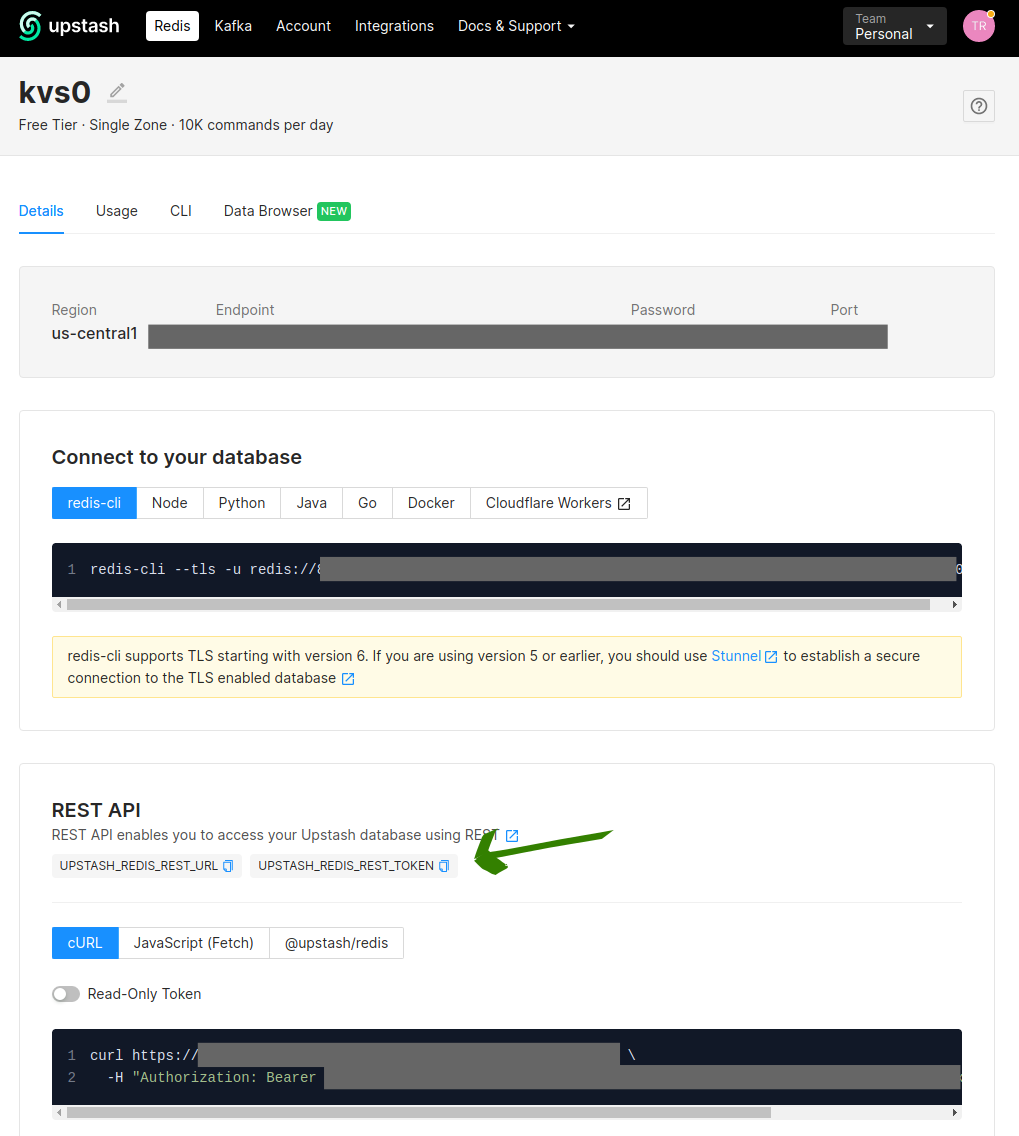 upstash Redis Kafka Account Integrations Docs & Support Team Personal TR
kvs0
Free Tier · Single Zone · 10K commands per day
Details Usage CLI Data Browser NEW
Region Endpoint Password Port
us-central1
Connect to your database
redis-cli Node Python Java Go Docker Cloudflare Workers
1 redis-cli --tls -u redis://
redis-cli supports TLS starting with version 6. If you are using version 5 or earlier, you should use Stunnel to establish a secure
connection to the TLS enabled database
REST API
REST API enables you to access your Upstash database using REST
UPSTASH_REDIS_REST_URL UPSTASH_REDIS_REST_TOKEN
cURL JavaScript (Fetch) @upstash/redis
Read-Only Token
1 curl https:// \
2 -H "Authorization: Bearer